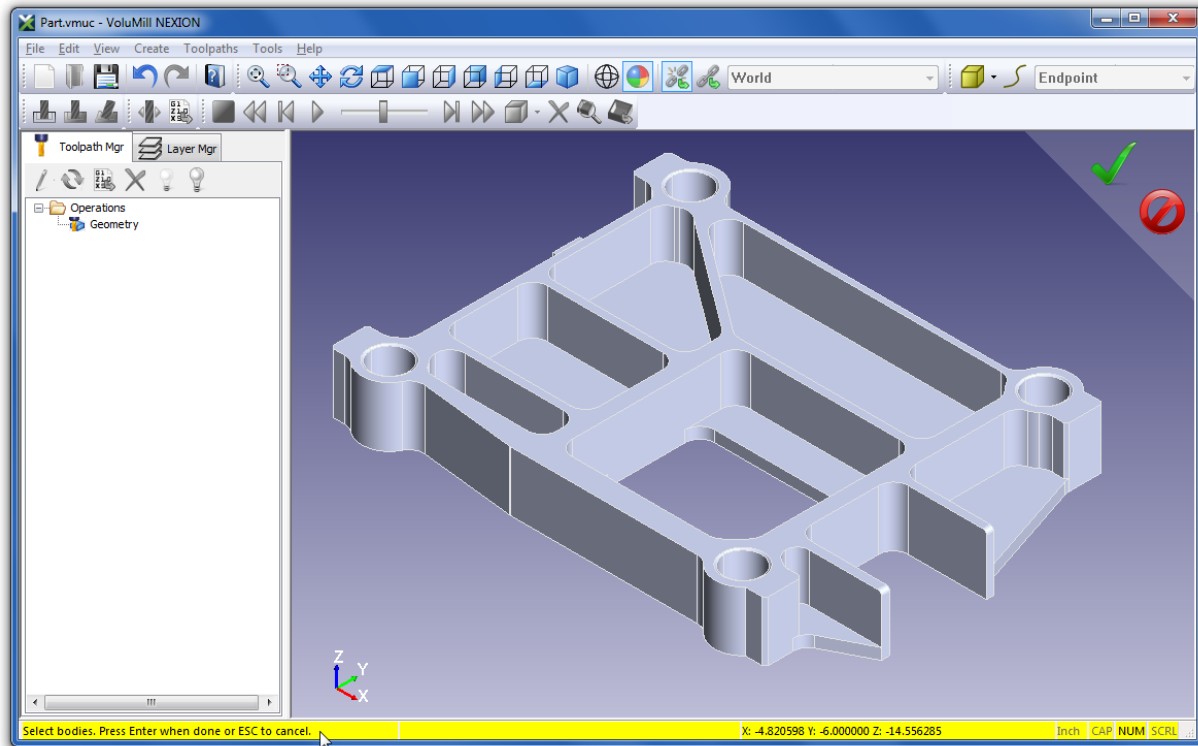 Part.vmuc - VoluMill NEXION
File Edit View Create Toolpaths Tools Help
World
Endpoint
Toolpath Mgr
Layer Mgr
Operations
Geometry
Z
Y
X
Select bodies. Press Enter when done or ESC to cancel.
X: -4.820598 Y: -6.000000 Z: -14.556285
Inch CAP NUM SCRL